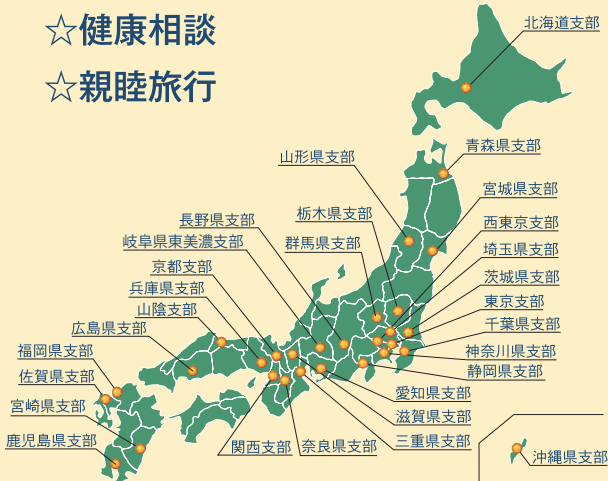 ☆健康相談
☆親睦旅行
北海道支部
青森県支部
山形県支部
宮城県支部
栃木県支部
西東京支部
長野県支部
岐阜県東美濃支部
群馬県支部
埼玉県支部
京都支部
茨城県支部
兵庫県支部
東京支部
山陰支部
千葉県支部
広島県支部
福岡県支部
神奈川県支部
佐賀県支部
静岡県支部
宮崎県支部
愛知県支部
滋賀県支部
鹿児島県支部
関西支部
奈良県支部
三重県支部
沖縄県支部